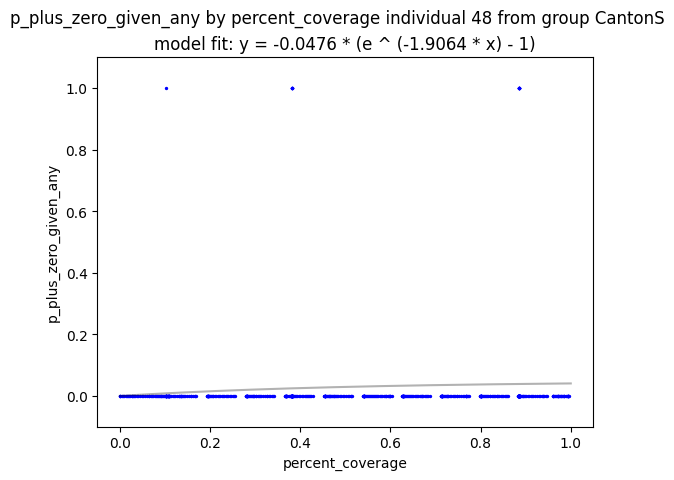 p_plus_zero_given_any by percent_coverage individual 48 from group CantonS
model fit: y = -0.0476 * (e ^ (-1.9064 * x) - 1)
1.0
0.8
0.6
0.4
0.2
0.0
p_plus_zero_given_any
0.0 0.2 0.4 0.6 0.8 1.0
percent_coverage